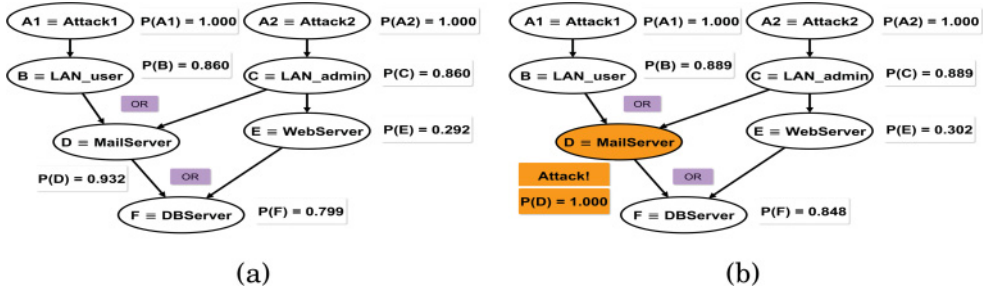 A1 ≡ Attack1
P(A1) = 1.000
A2 ≡ Attack2
P(A2) = 1.000
B ≡ LAN_user
P(B) = 0.860
C ≡ LAN_admin
P(C) = 0.860
OR
D ≡ MailServer
E ≡ WebServer
P(E) = 0.292
P(D) = 0.932
OR
F ≡ DBServer
P(F) = 0.799
(a)
A1 ≡ Attack1
P(A1) = 1.000
A2 ≡ Attack2
P(A2) = 1.000
B ≡ LAN_user
P(B) = 0.889
C ≡ LAN_admin
P(C) = 0.889
OR
D ≡ MailServer
E ≡ WebServer
P(E) = 0.302
Attack!
OR
P(D) = 1.000
F ≡ DBServer
P(F) = 0.848
(b)